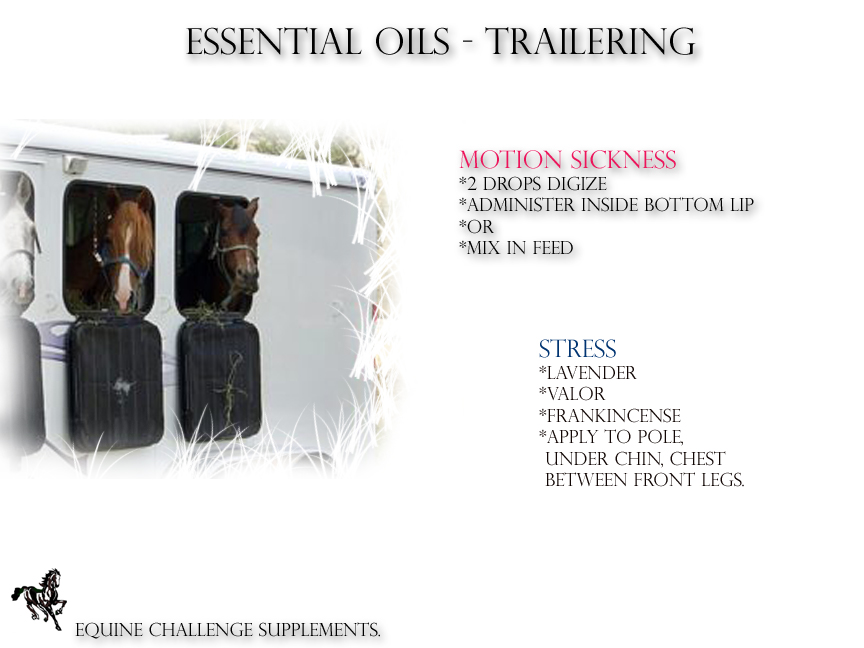 ESSENTIAL OILS - TRAILERING
MOTION SICKNESS
*2 DROPS DIGIZE
*ADMINISTER INSIDE BOTTOM LIP
*OR
*MIX IN FEED
STRESS
*LAVENDER
*VALOR
*FRANKINCENSE
*APPLY TO POLE,
UNDER CHIN, CHEST
BETWEEN FRONT LEGS.
EQUINE CHALLENGE SUPPLEMENTS.